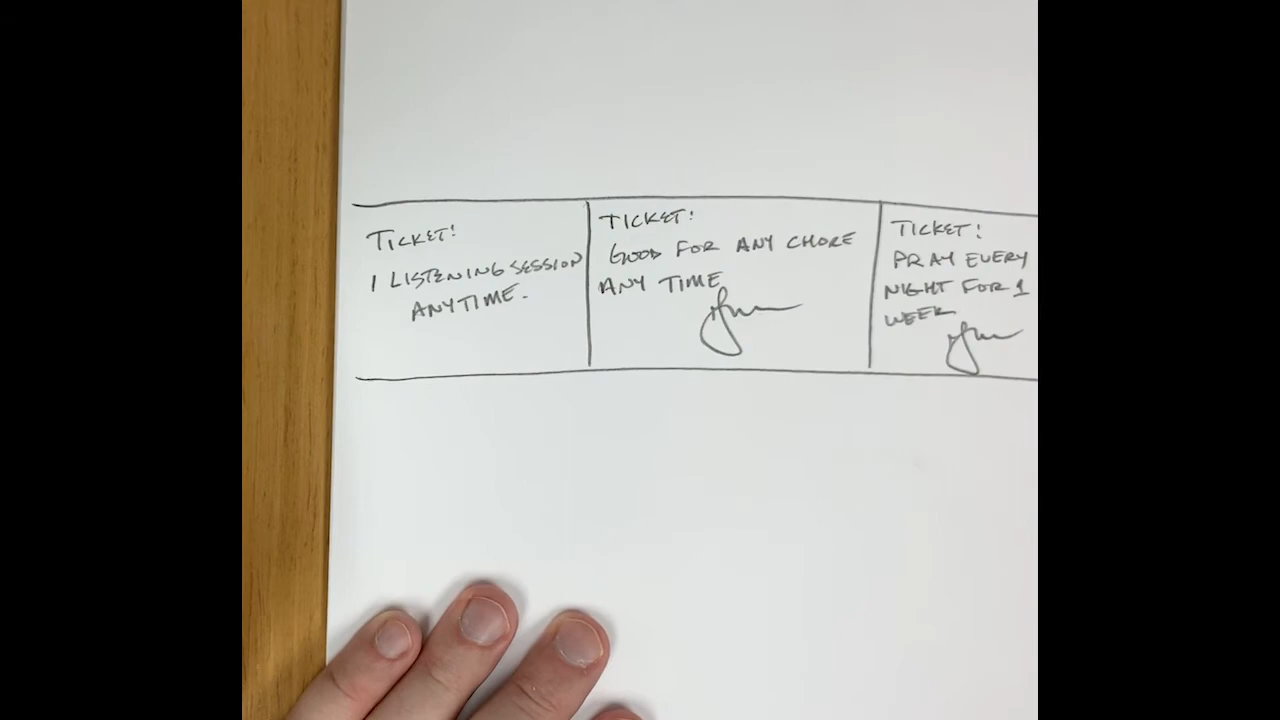 TICKET!
1 LISTENING SESSION
ANYTIME.
TICKET!
GOOD FOR ANY CHORE
ANY TIME
TICKET!
PRAY EVERY
NIGHT FOR 1
WEEK